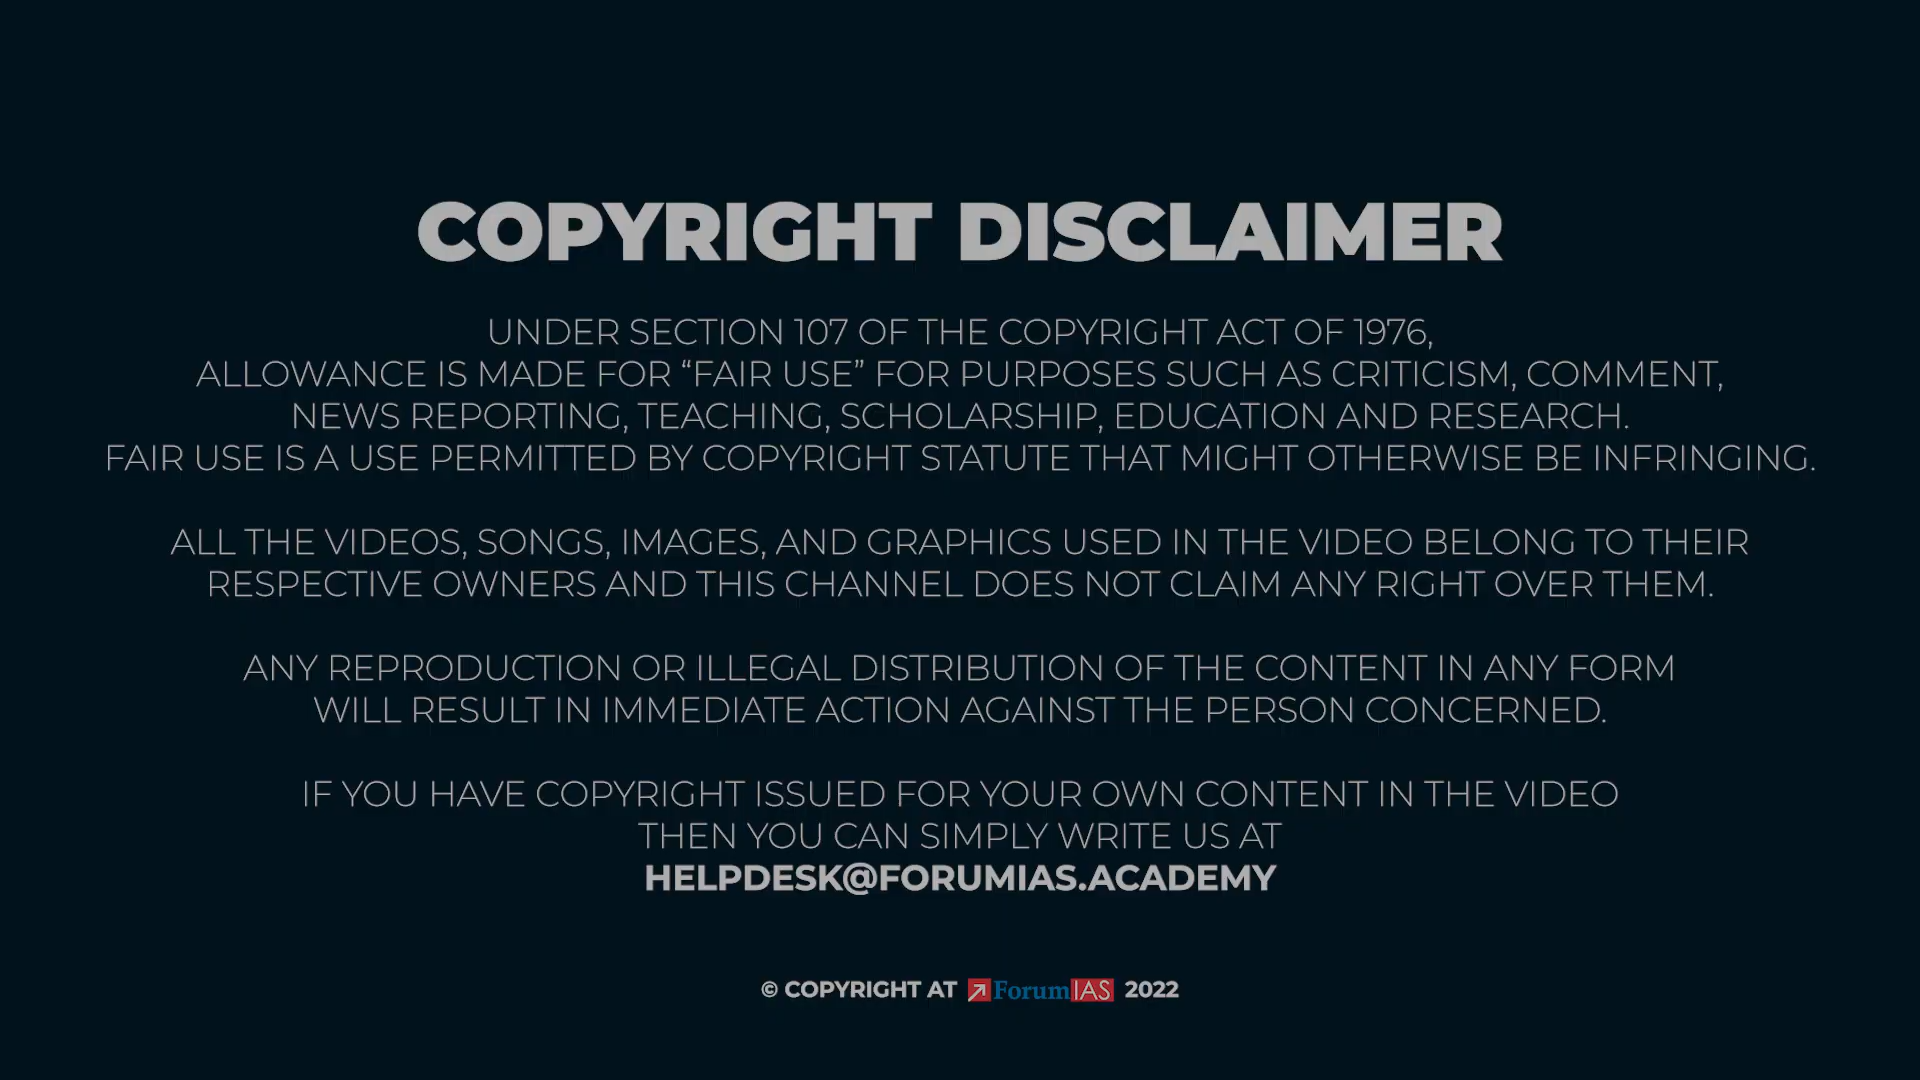 COPYRIGHT DISCLAIMER
UNDER SECTION 107 OF THE COPYRIGHT ACT OF 1976,
ALLOWANCE IS MADE FOR “FAIR USE” FOR PURPOSES SUCH AS CRITICISM, COMMENT,
NEWS REPORTING, TEACHING, SCHOLARSHIP, EDUCATION AND RESEARCH.
FAIR USE IS A USE PERMITTED BY COPYRIGHT STATUTE THAT MIGHT OTHERWISE BE INFRINGING.
ALL THE VIDEOS, SONGS, IMAGES, AND GRAPHICS USED IN THE VIDEO BELONG TO THEIR
RESPECTIVE OWNERS AND THIS CHANNEL DOES NOT CLAIM ANY RIGHT OVER THEM.
ANY REPRODUCTION OR ILLEGAL DISTRIBUTION OF THE CONTENT IN ANY FORM
WILL RESULT IN IMMEDIATE ACTION AGAINST THE PERSON CONCERNED.
IF YOU HAVE COPYRIGHT ISSUED FOR YOUR OWN CONTENT IN THE VIDEO
THEN YOU CAN SIMPLY WRITE US AT
HELPDESK@FORUMIAS.ACADEMY
© COPYRIGHT AT ForumIAS 2022